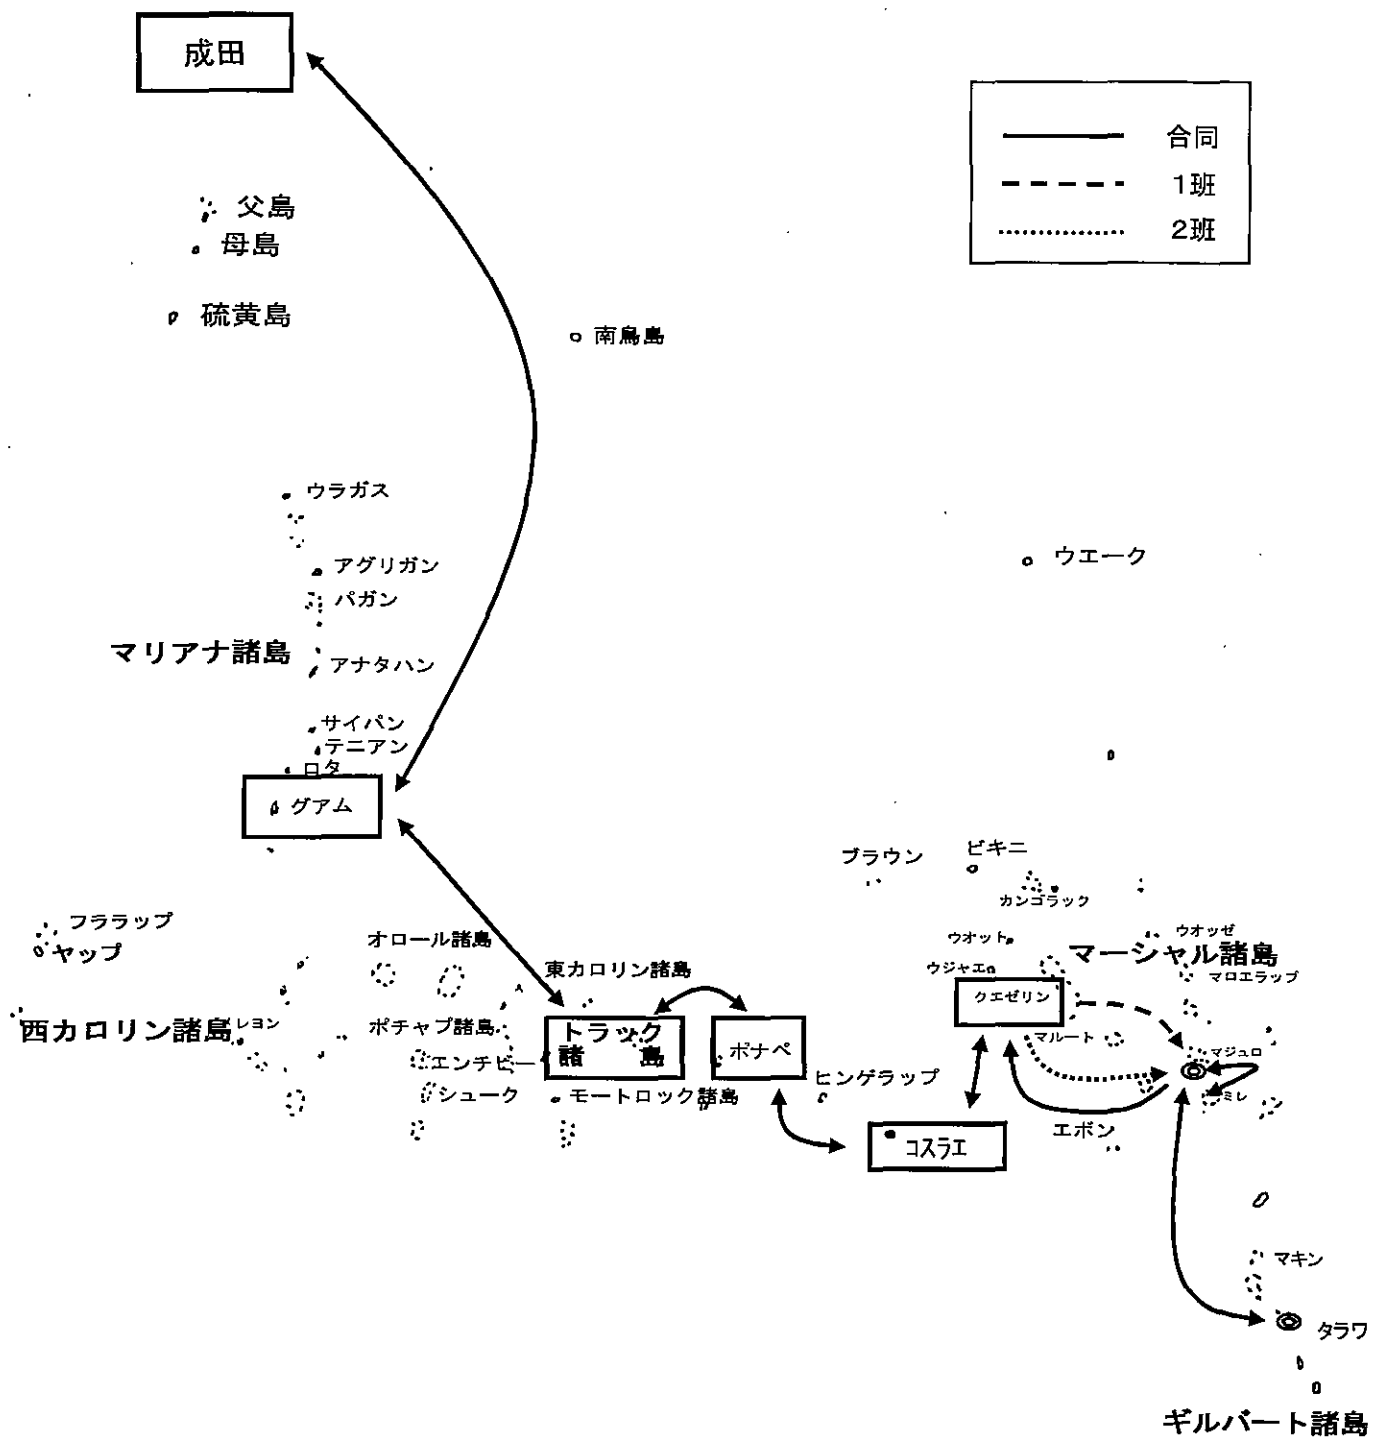 成田
合同
1班
2班
父島
母島
硫黄島
南鳥島
ウラガス
アグリガン
パガン
マリアナ諸島
アナタハン
サイパン
テニアン
ロタ
グアム
ウエーク
ブラウン
ビキニ
カンゴラック
フララップ
ヤップ
オロール諸島
東カロリン諸島
ウオット
ウオッゼ
マーシャル諸島
ウジャエ
マロエラップ
クエゼリン
西カロリン諸島
レヨン
ポチャプ諸島
トラック
諸島
ポナペ
マルート
マジュロ
エンチビー
シューク
モートロック諸島
ヒンゲラップ
ミレ
エボン
コスラエ
マキン
タラワ
ギルバート諸島